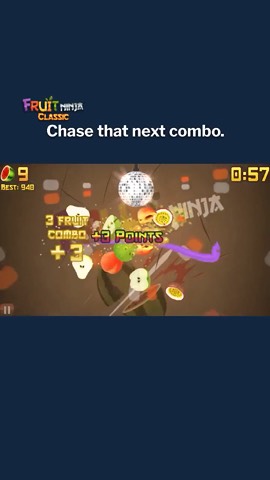 FRUIT NINJA
CLASSIC
Chase that next combo.
9
BEST: 940
0:57
NINJA
3 FRUIT
COMBO
+3
+3 POINTS